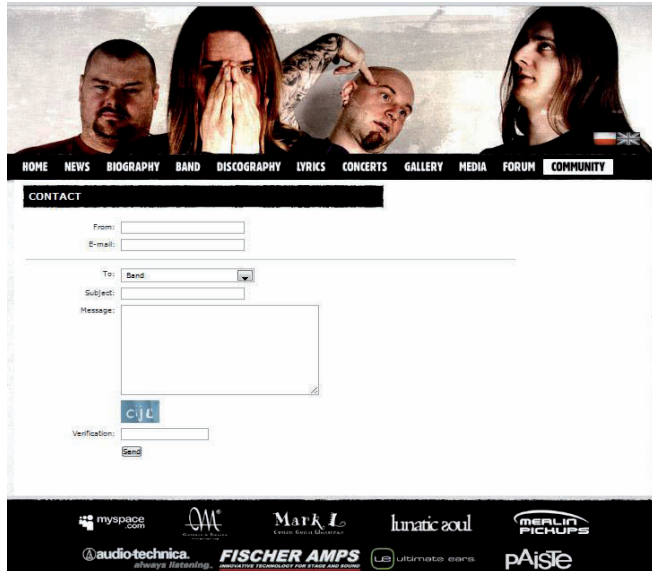 HOME NEWS BIOGRAPHY BAND DISCOGRAPHY LYRICS CONCERTS GALLERY MEDIA FORUM COMMUNITY
CONTACT
From:
E-mail:
To: Band
Subject:
Message:
Verification:
Send
myspace
.com
Mark L
lunatic soul
MERLIN
PICKUPS
audio-technica.
always listening.
FISCHER AMPS
INNOVATIVE TECHNOLOGY FOR STAGE AND SOUND
ue ultimate ears
PAiSTe